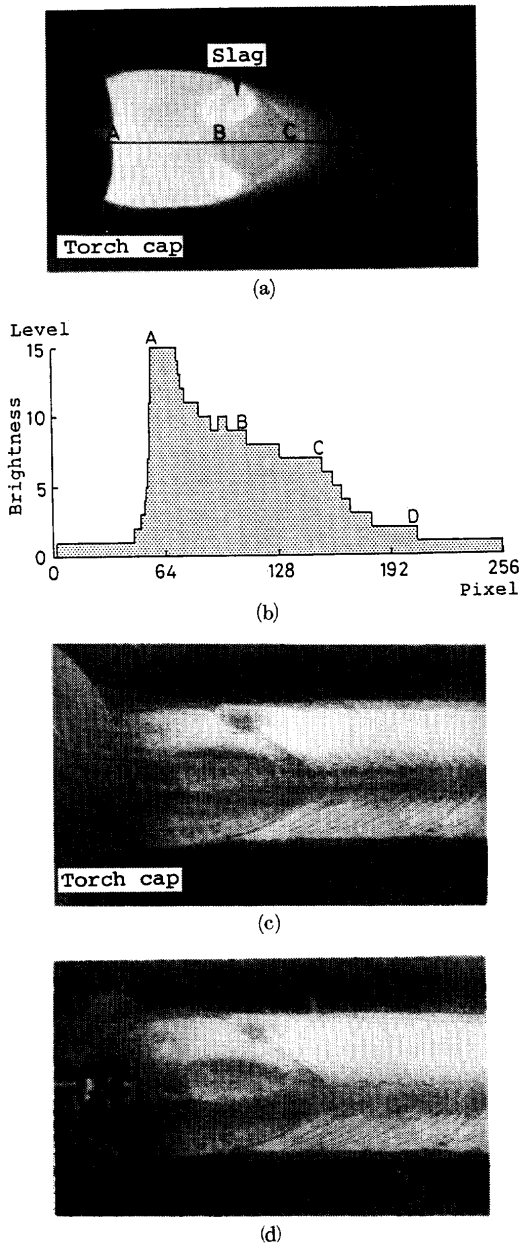 Slag
A B C
Torch cap
(a)
Level
15
10
5
0
Brightness
A
B
C
D
0 64 128 192 256
Pixel
(b)
Torch cap
(c)
(d)